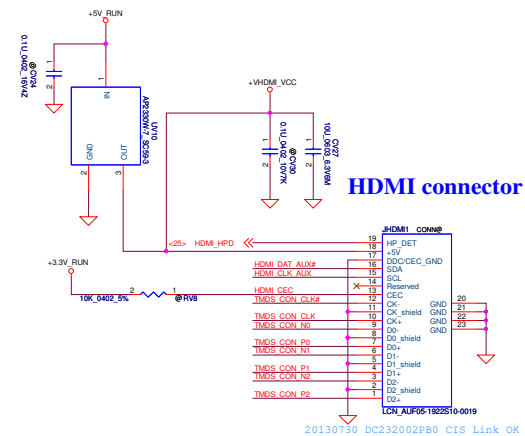 +5V_RUN
0.1U_0402_16V4Z
@CV24
1
2
1
IN
AP2330W-7_SC59-3
UV10
GND
OUT
2
3
+VHDMI_VCC
0.1U_0402_10V7K
@CV30
1
2
10U_0603_6.3V6M
CV27
1
2
HDMI connector
JHDMI1 CONN@
<25> HDMI_HPD
19 HP_DET
18 +5V
17 DDC/CEC_GND
HDMI_DAT_AUX# 16 SDA
HDMI_CLK_AUX 15 SCL
14 Reserved
+3.3V_RUN
10K_0402_5% 2 1 @RV8
HDMI_CEC 13 CEC
TMDS_CON_CLK# 12 CK-
11 CK_shield
TMDS_CON_CLK 10 CK+
TMDS_CON_N0 9 D0-
8 D0_shield
TMDS_CON_P0 7 D0+
TMDS_CON_N1 6 D1-
5 D1_shield
TMDS_CON_P1 4 D1+
TMDS_CON_N2 3 D2-
2 D2_shield
TMDS_CON_P2 1 D2+
GND 20
GND 21
GND 22
GND 23
LCN_AUF05-1922S10-0019
20130730 DC232002PB0 CIS Link OK